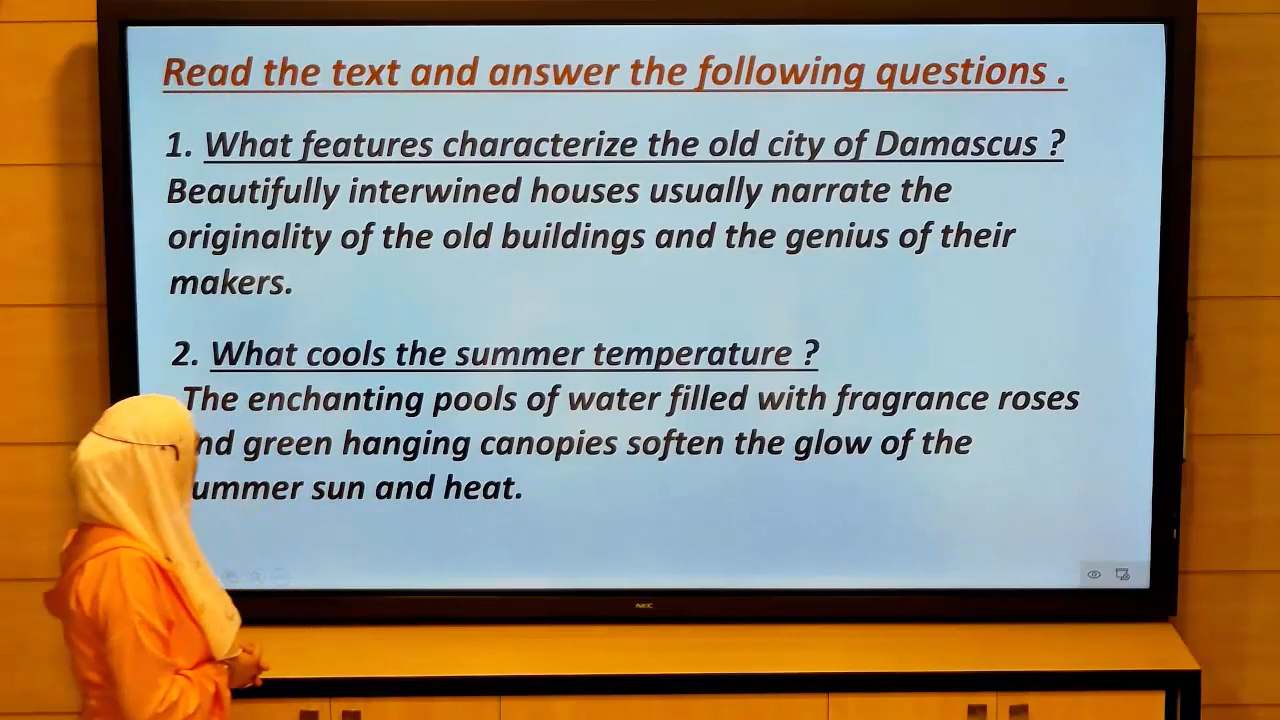 Read the text and answer the following questions .
1. What features characterize the old city of Damascus ?
Beautifully interwined houses usually narrate the
originality of the old buildings and the genius of their
makers.
2. What cools the summer temperature ?
The enchanting pools of water filled with fragrance roses
nd green hanging canopies soften the glow of the
ummer sun and heat.
NEC